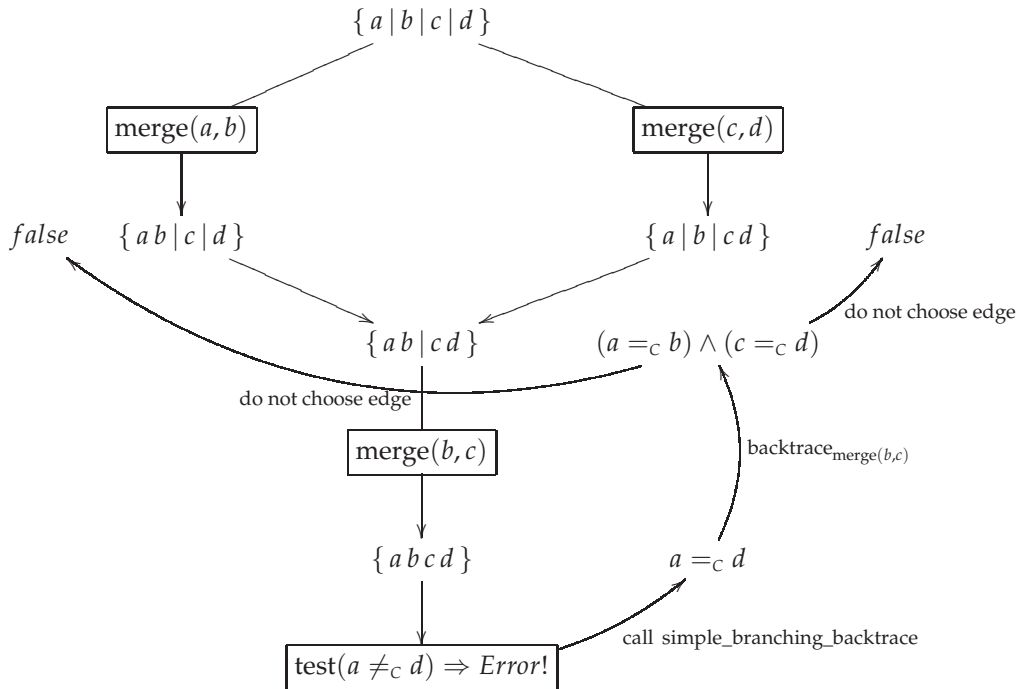 { a | b | c | d }
merge(a, b)
merge(c, d)
false
{ a b | c | d }
{ a | b | c d }
false
do not choose edge
{ a b | c d }
(a =C b) ∧ (c =C d)
do not choose edge
merge(b, c)
backtrace merge(b,c)
{ a b c d }
a =C d
call simple_branching_backtrace
test(a ≠C d) ⇒ Error!